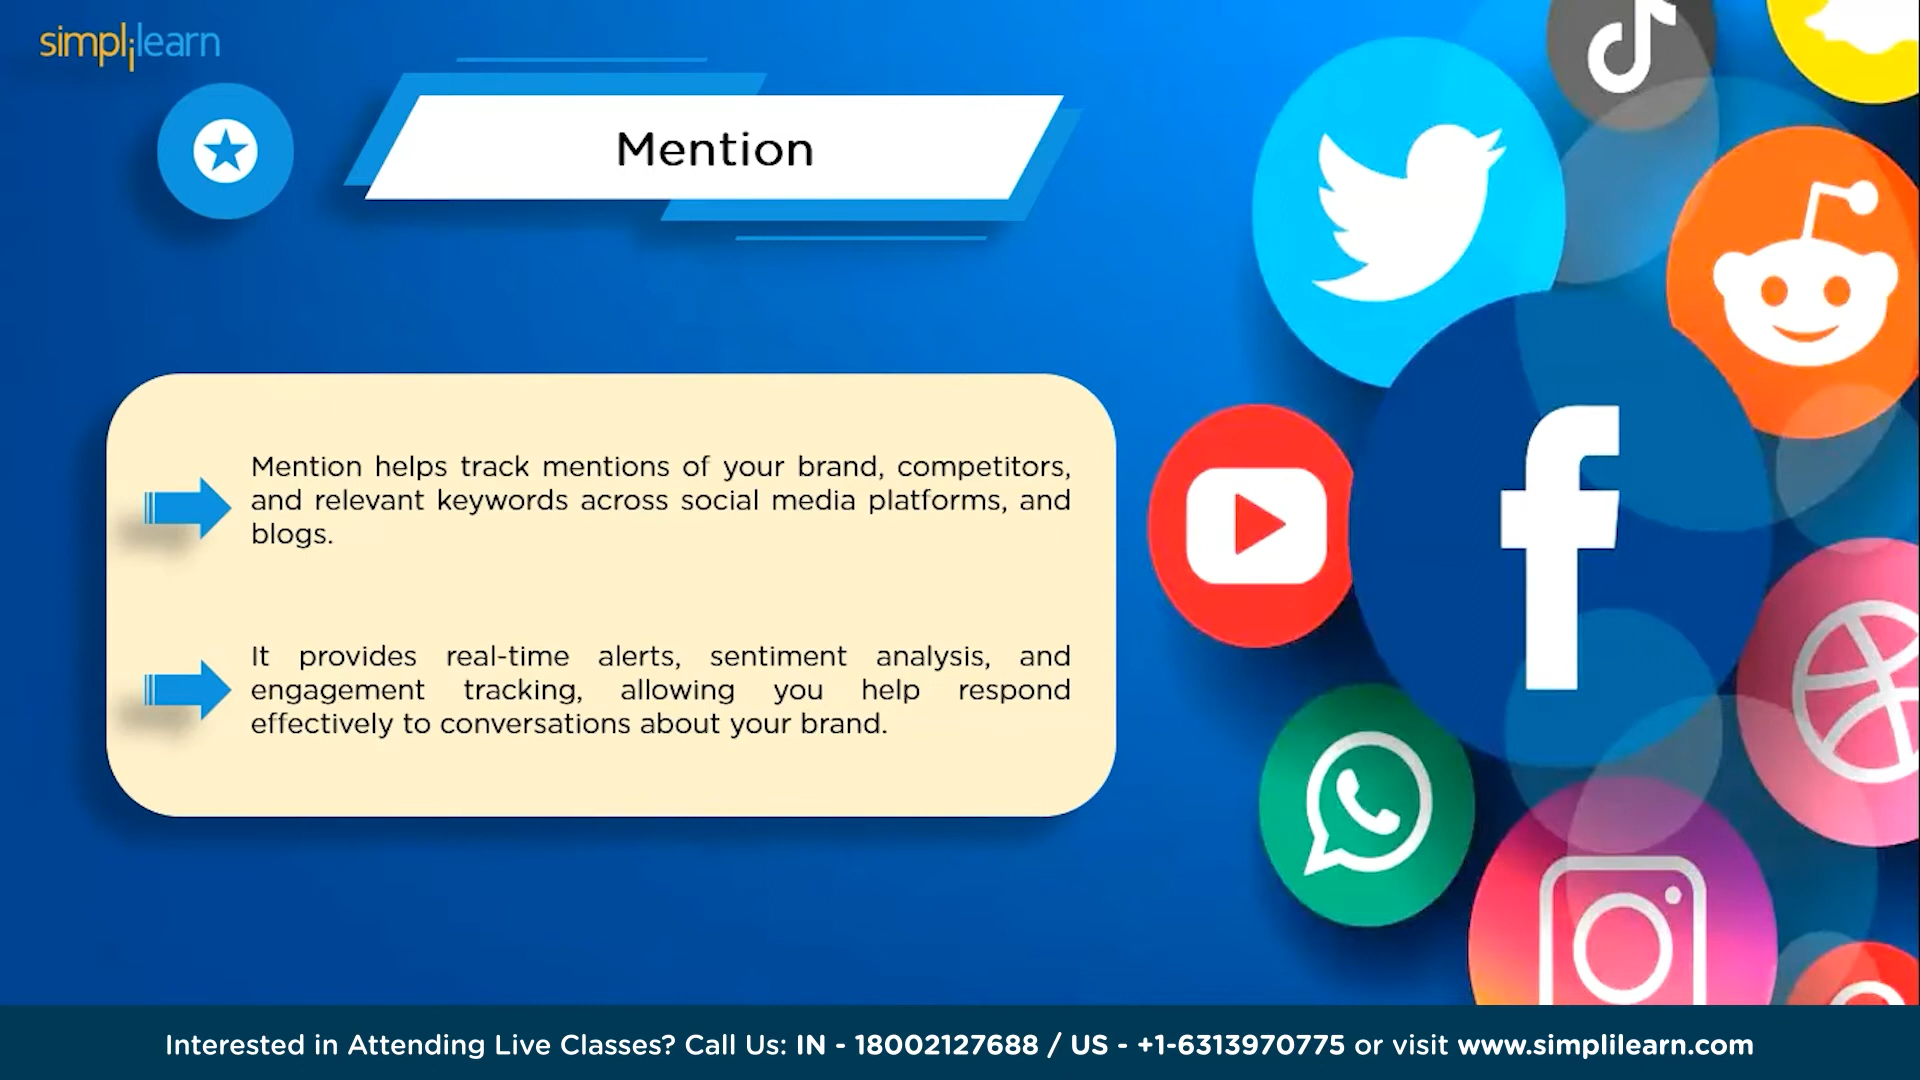 simplilearn
Mention
Mention helps track mentions of your brand, competitors,
and relevant keywords across social media platforms, and
blogs.
It provides real-time alerts, sentiment analysis, and
engagement tracking, allowing you help respond
effectively to conversations about your brand.
Interested in Attending Live Classes? Call Us: IN - 18002127688 / US - +1-6313970775 or visit www.simplilearn.com